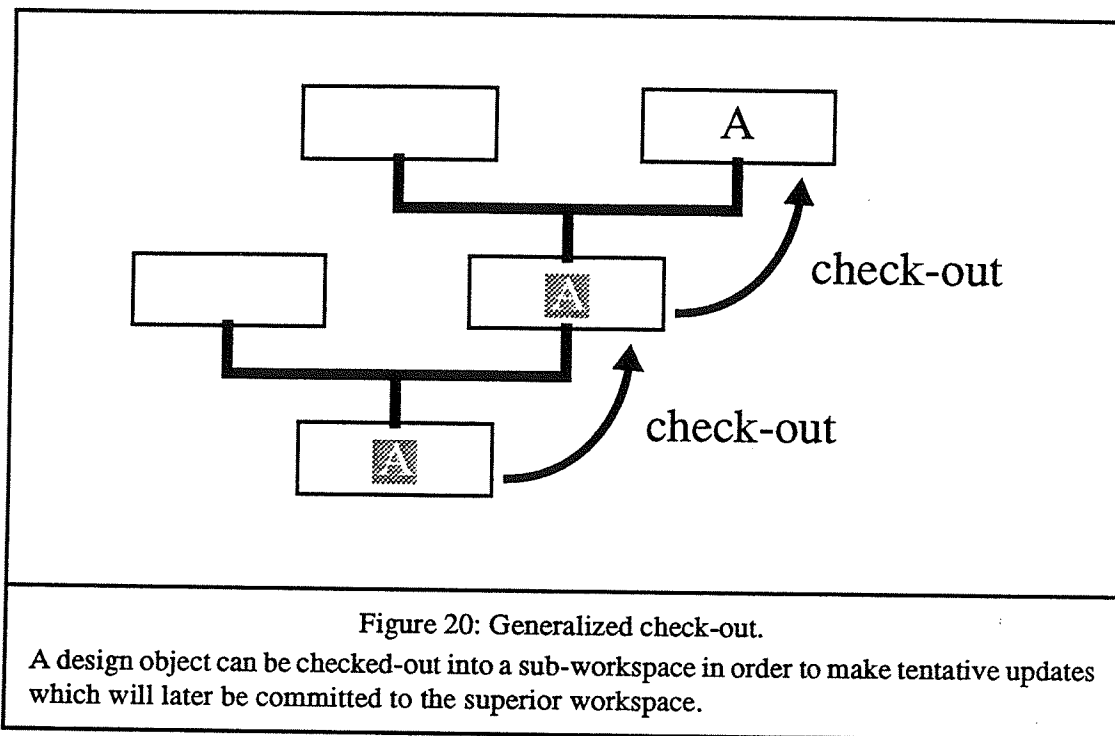 A
check-out
A
check-out
A
Figure 20: Generalized check-out.
A design object can be checked-out into a sub-workspace in order to make tentative updates
which will later be committed to the superior workspace.